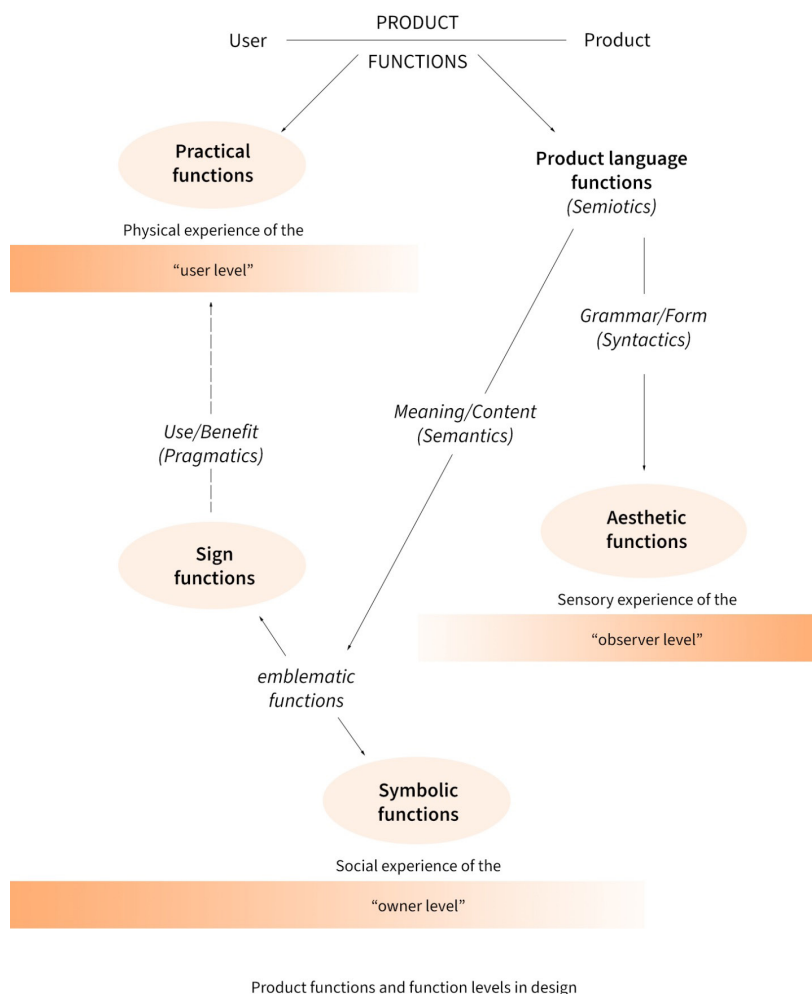 PRODUCT
User
Product
FUNCTIONS
Practical
functions
Product language
functions
(Semiotics)
Physical experience of the
“user level”
Grammar/Form
(Syntactics)
Meaning/Content
(Semantics)
Use/Benefit
(Pragmatics)
Aesthetic
functions
Sign
functions
Sensory experience of the
“observer level”
emblematic
functions
Symbolic
functions
Social experience of the
“owner level”
Product functions and function levels in design